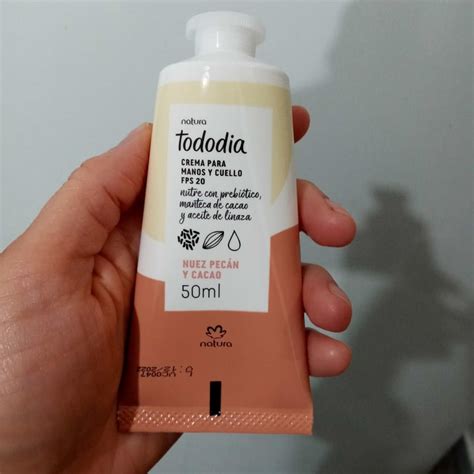 natura
tododia
CREMA PARA
MANOS Y CUELLO
FPS 20
nutre con prebiótico,
manteca de cacao
y aceite de linaza
NUEZ PECÁN
Y CACAO
50ml
natura